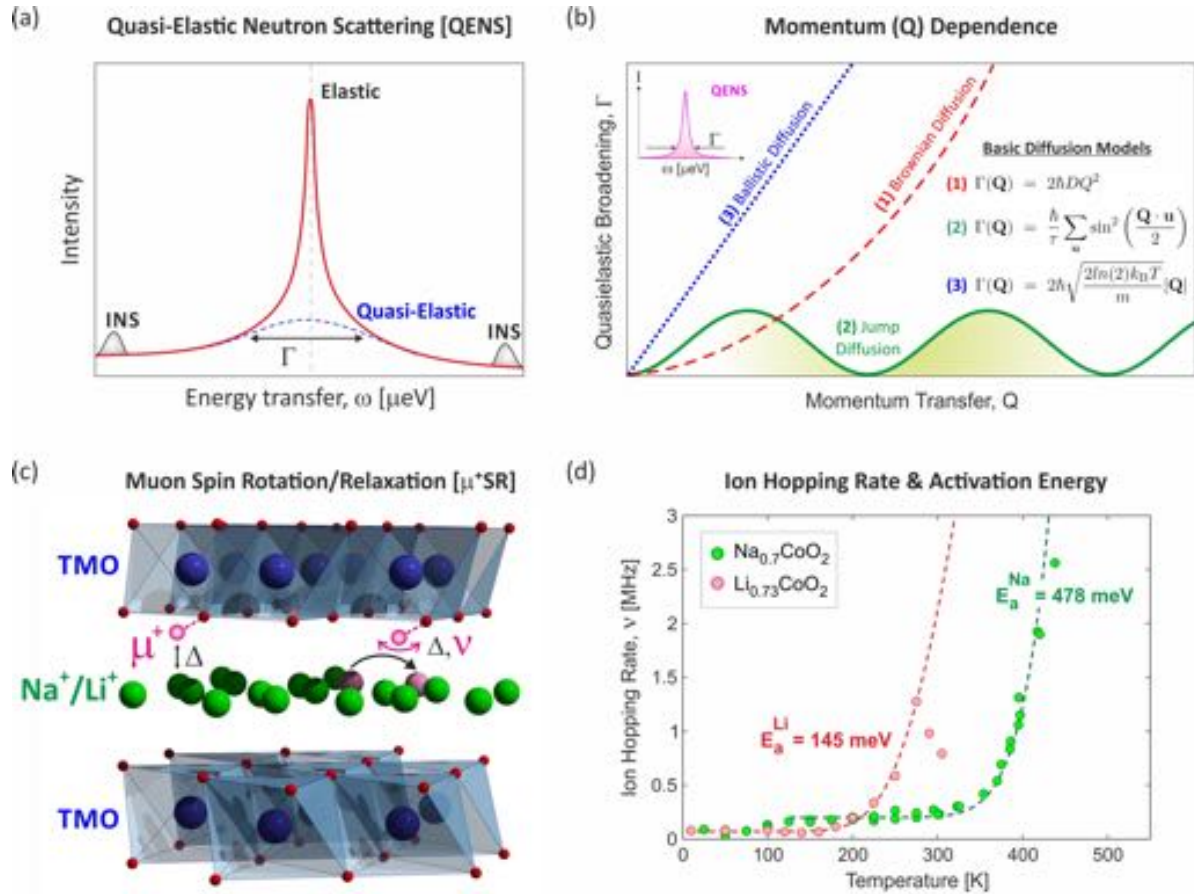 (a)
Quasi-Elastic Neutron Scattering [QENS]
Intensity
Elastic
Quasi-Elastic
INS
INS
Γ
Energy transfer, ω [µeV]
(b)
Momentum (Q) Dependence
Quasielastic Broadening, Γ
I
QENS
Γ
ω [µeV]
(3) Ballistic Diffusion
(1) Brownian Diffusion
(2) Jump
Diffusion
Basic Diffusion Models
(1) Γ(Q) = 2ħDQ²
(2) Γ(Q) = ħ/τ ∑ᵤ sin² (Q · u / 2)
(3) Γ(Q) = 2ħ√(2ln(2)k_BT / m) |Q|
Momentum Transfer, Q
(c)
Muon Spin Rotation/Relaxation [µ⁺SR]
TMO
µ⁺
Δ
Δ, ν
Na⁺/Li⁺
TMO
(d)
Ion Hopping Rate & Activation Energy
Ion Hopping Rate, ν [MHz]
3
2.5
2
1.5
1
0.5
0
Na₀.₇CoO₂
Li₀.₇₃CoO₂
E_a^Na = 478 meV
E_a^Li = 145 meV
0 100 200 300 400 500
Temperature [K]